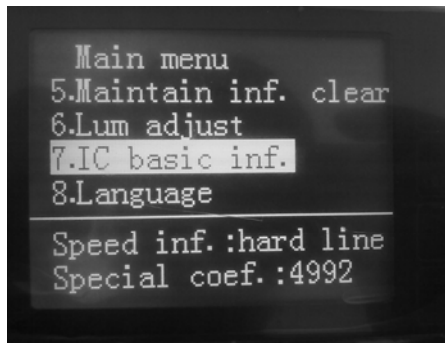 Main menu
5.Maintain inf. clear
6.Lum adjust
7.IC basic inf.
8.Language
Speed inf.:hard line
Special coef.:4992